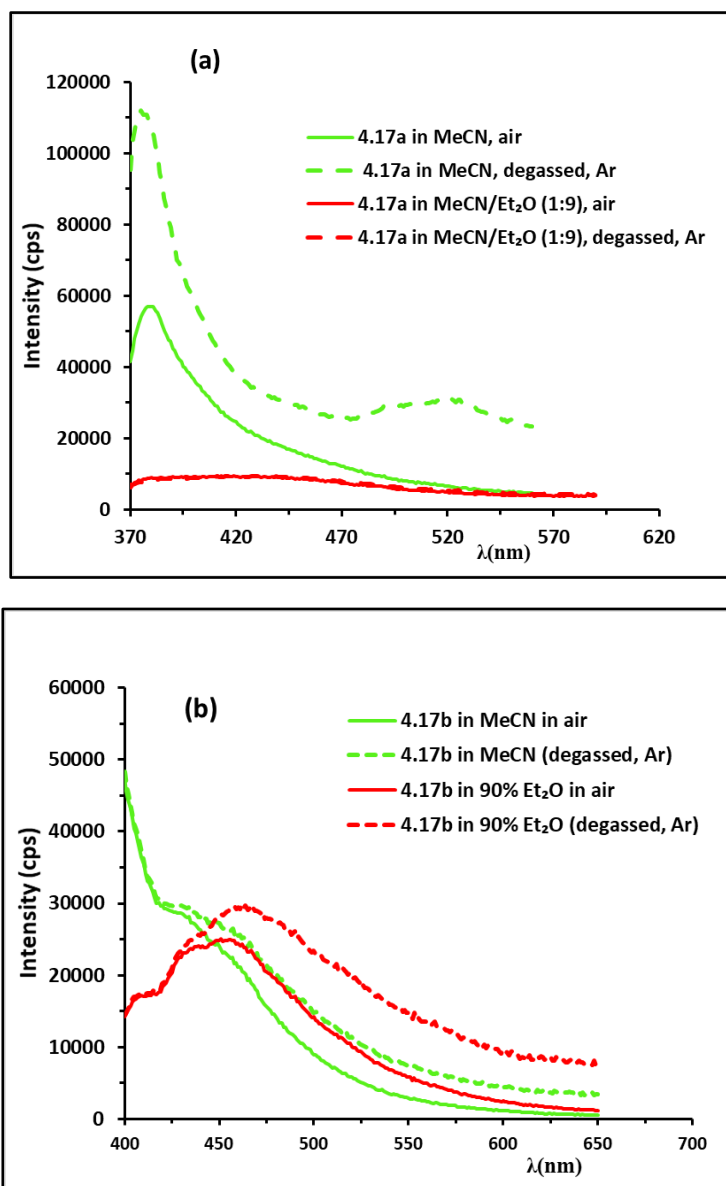 (a)
4.17a in MeCN, air
4.17a in MeCN, degassed, Ar
4.17a in MeCN/Et₂O (1:9), air
4.17a in MeCN/Et₂O (1:9), degassed, Ar
Intensity (cps)
120000
100000
80000
60000
40000
20000
0
370 420 470 520 570 620
λ(nm)
(b)
4.17b in MeCN in air
4.17b in MeCN (degassed, Ar)
4.17b in 90% Et₂O in air
4.17b in 90% Et₂O (degassed, Ar)
Intensity (cps)
60000
50000
40000
30000
20000
10000
0
400 450 500 550 600 650 700
λ(nm)